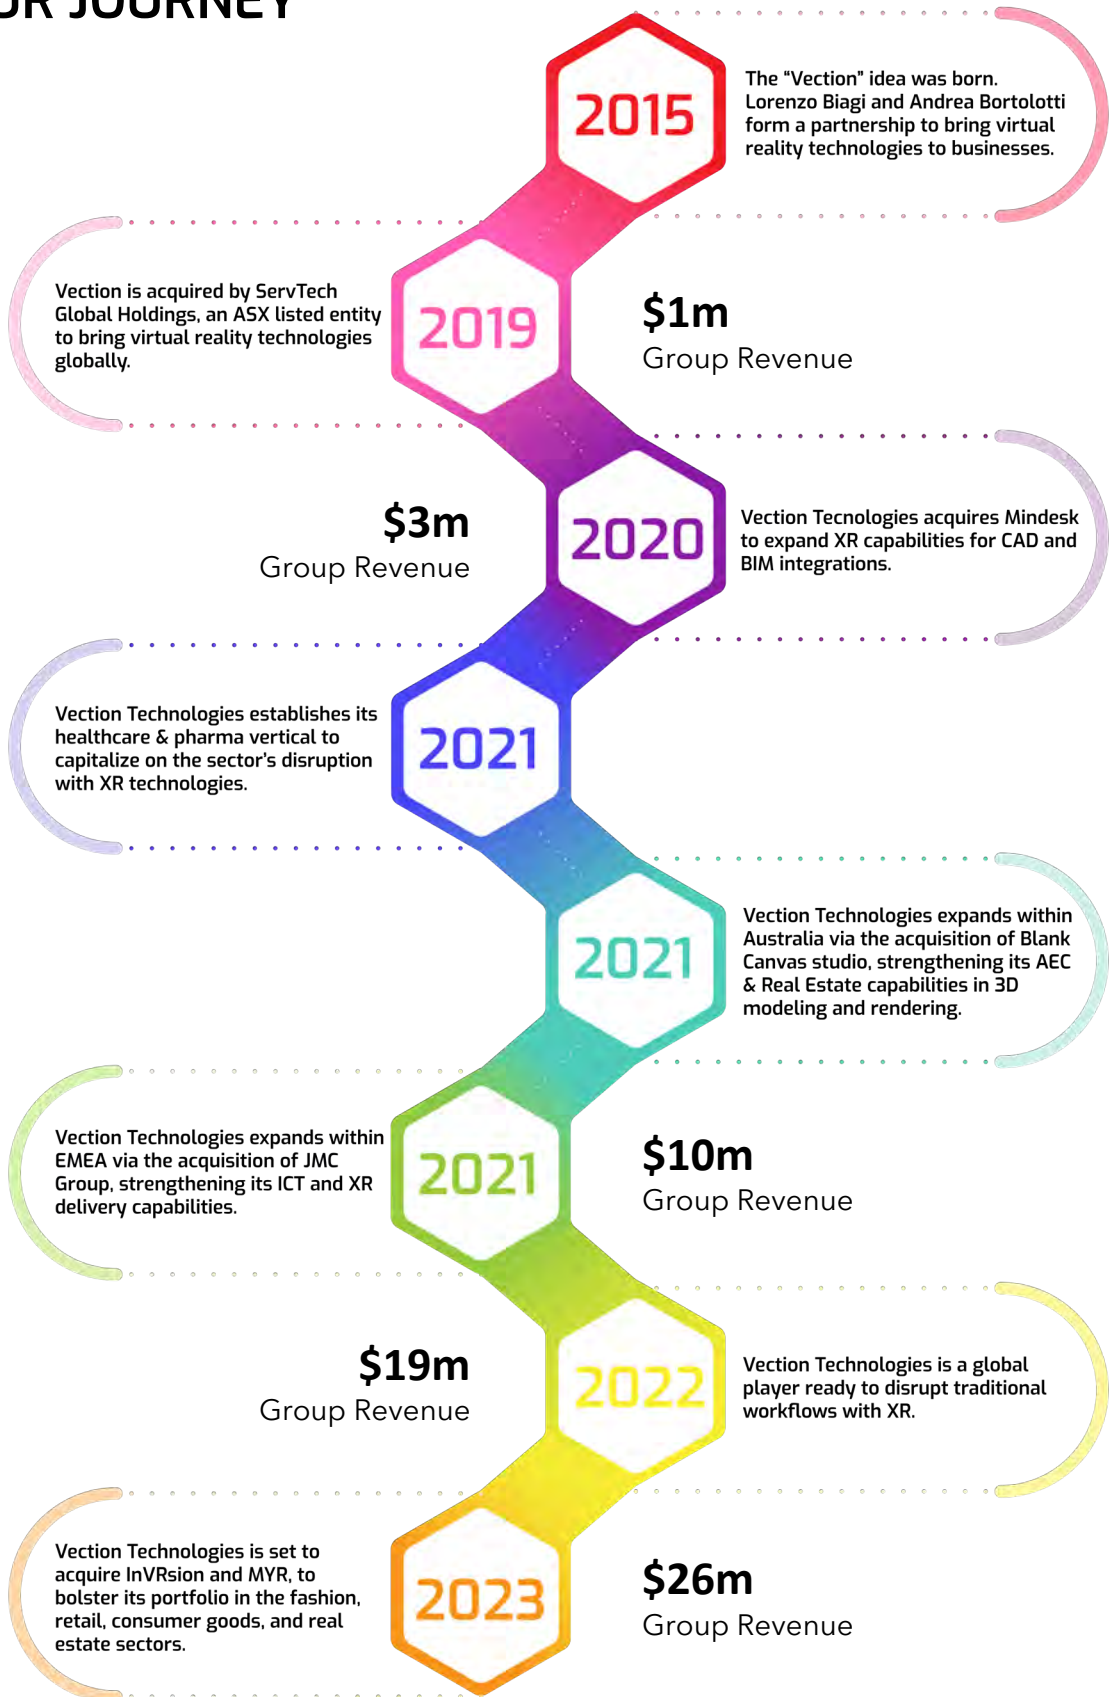 JOURNEY
2015
The “Vection” idea was born.
Lorenzo Biagi and Andrea Bortolotti
form a partnership to bring virtual
reality technologies to businesses.
Vection is acquired by ServTech
Global Holdings, an ASX listed entity
to bring virtual reality technologies
globally.
2019
$1m
Group Revenue
$3m
Group Revenue
2020
Vection Tecnologies acquires Mindesk
to expand XR capabilities for CAD and
BIM integrations.
Vection Technologies establishes its
healthcare & pharma vertical to
capitalize on the sector’s disruption
with XR technologies.
2021
2021
Vection Technologies expands within
Australia via the acquisition of Blank
Canvas studio, strengthening its AEC
& Real Estate capabilities in 3D
modeling and rendering.
Vection Technologies expands within
EMEA via the acquisition of JMC
Group, strengthening its ICT and XR
delivery capabilities.
2021
$10m
Group Revenue
$19m
Group Revenue
2022
Vection Technologies is a global
player ready to disrupt traditional
workflows with XR.
Vection Technologies is set to
acquire InVRsion and MYR, to
bolster its portfolio in the fashion,
retail, consumer goods, and real
estate sectors.
2023
$26m
Group Revenue